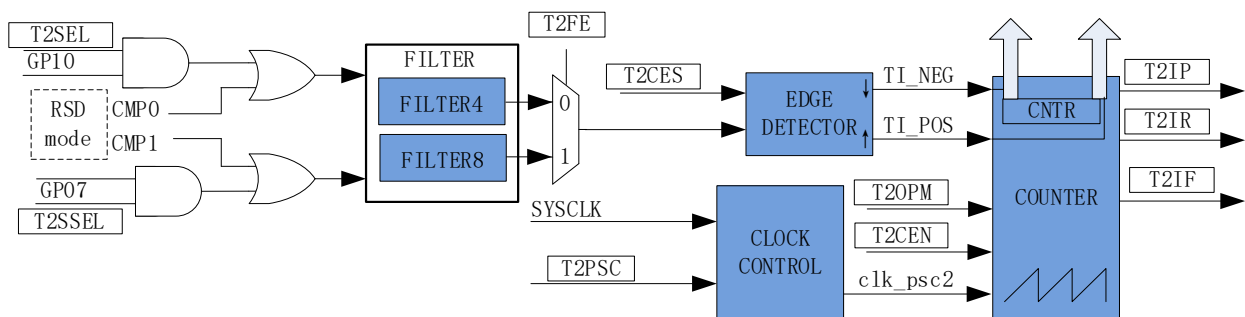 T2SEL
GP10
RSD
mode
CMP0
CMP1
GP07
T2SSEL
FILTER
FILTER4
FILTER8
T2FE
0
1
T2CES
EDGE
DETECTOR
TI_NEG
TI_POS
SYSCLK
T2PSC
CLOCK
CONTROL
T2OPM
T2CEN
clk_psc2
CNTR
COUNTER
T2IP
T2IR
T2IF